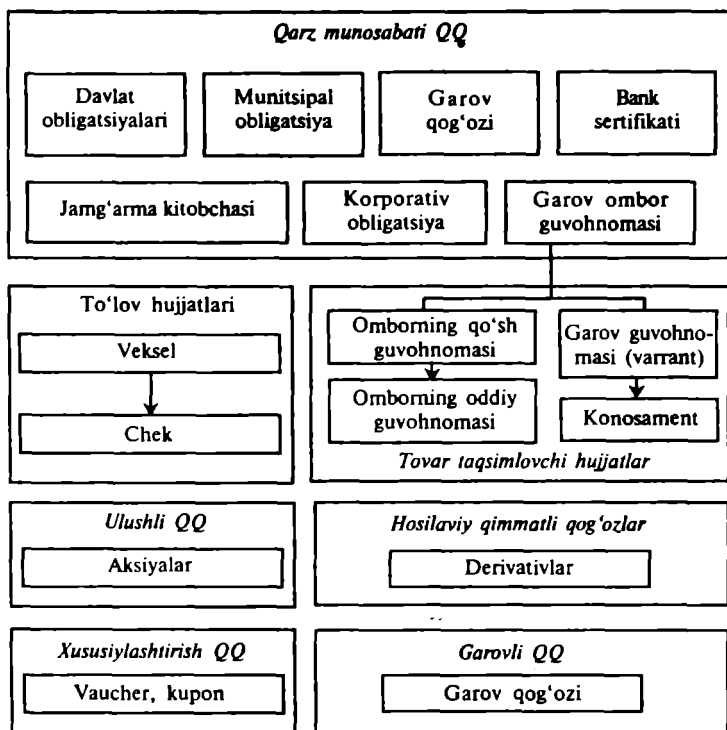 Qarz munosabati QQ
Davlat
obligatsiyalari
Munitsipal
obligatsiya
Garov
qog‘ozi
Bank
sertifikati
Jamg‘arma kitobchasi
Korporativ
obligatsiya
Garov ombor
guvohnomasi
To‘lov hujjatlari
Veksel
Chek
Omborning qo‘sh
guvohnomasi
Garov guvohno-
masi (varrant)
Omborning oddiy
guvohnomasi
Konosament
Tovar taqsimlovchi hujjatlar
Ulushli QQ
Aksiyalar
Hosilaviy qimmatli qog‘ozlar
Derivativlar
Xususiylashtirish QQ
Vaucher, kupon
Garovli QQ
Garov qog‘ozi